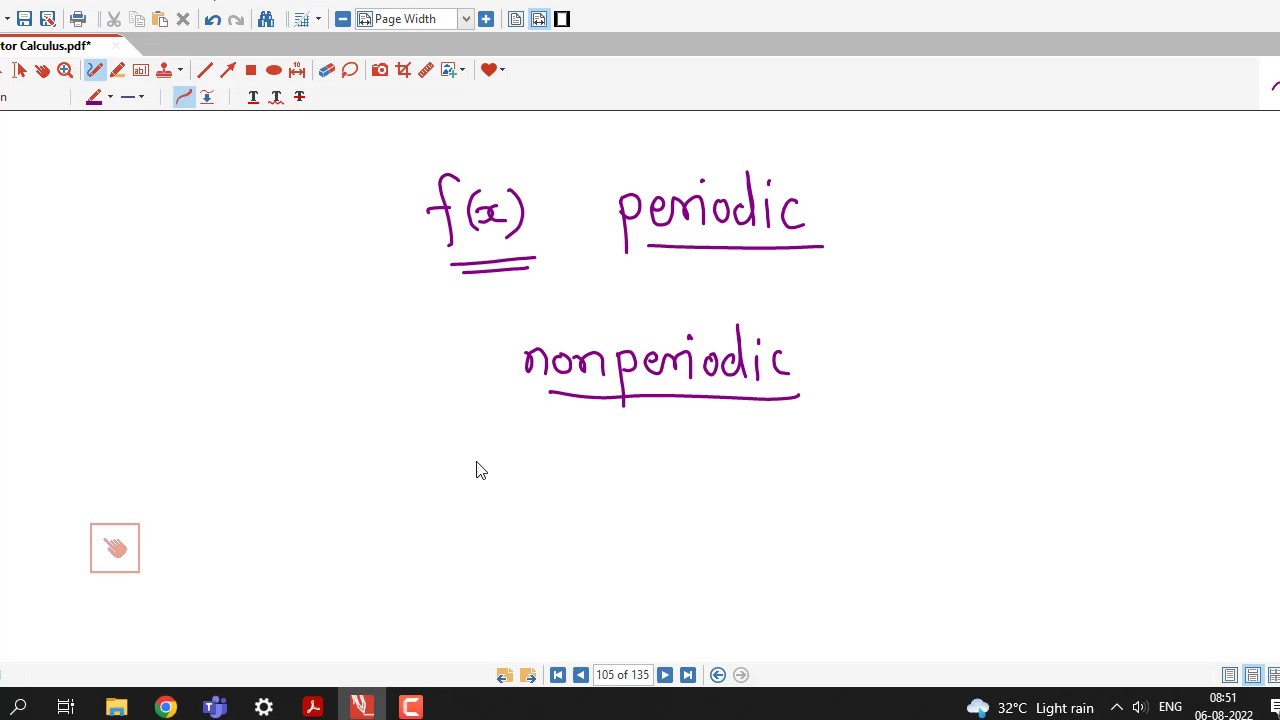 Page Width
tor Calculus.pdf*
10
n
T T T
f(x) periodic
nonperiodic
105 of 135
08:51
32°C Light rain ENG
06-08-2022